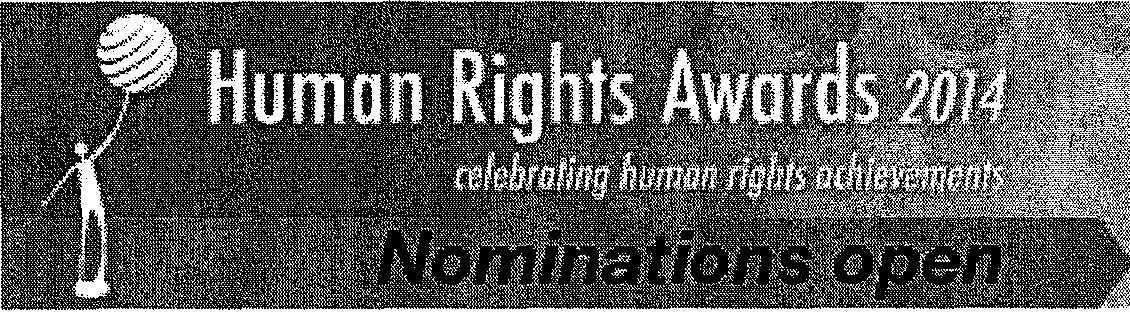 Human Rights Awards 2014
celebrating human rights achievements
Nominations open